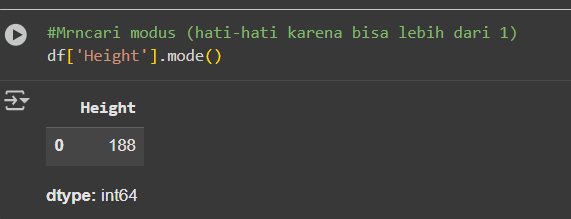 #Mrncari modus (hati-hati karena bisa lebih dari 1)
df['Height'].mode()
Height
0 188
dtype: int64